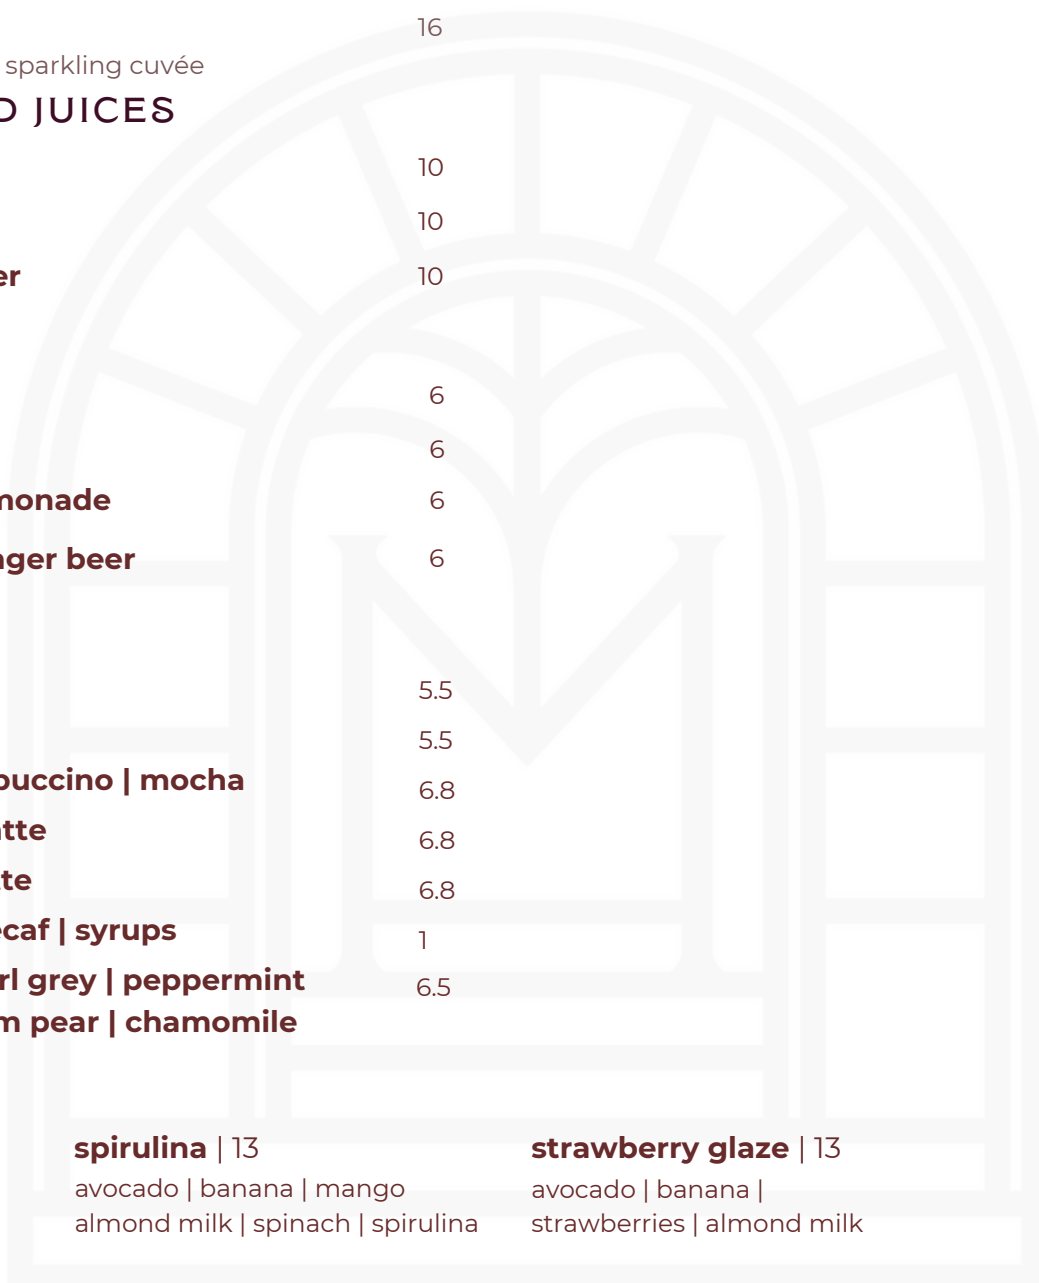 16
sparkling cuvée
D JUICES
10
10
er 10
6
6
monade 6
nger beer 6
5.5
5.5
puccino | mocha 6.8
atte 6.8
tte 6.8
ecaf | syrups 1
rl grey | peppermint 6.5
m pear | chamomile
spirulina | 13
avocado | banana | mango
almond milk | spinach | spirulina
strawberry glaze | 13
avocado | banana |
strawberries | almond milk